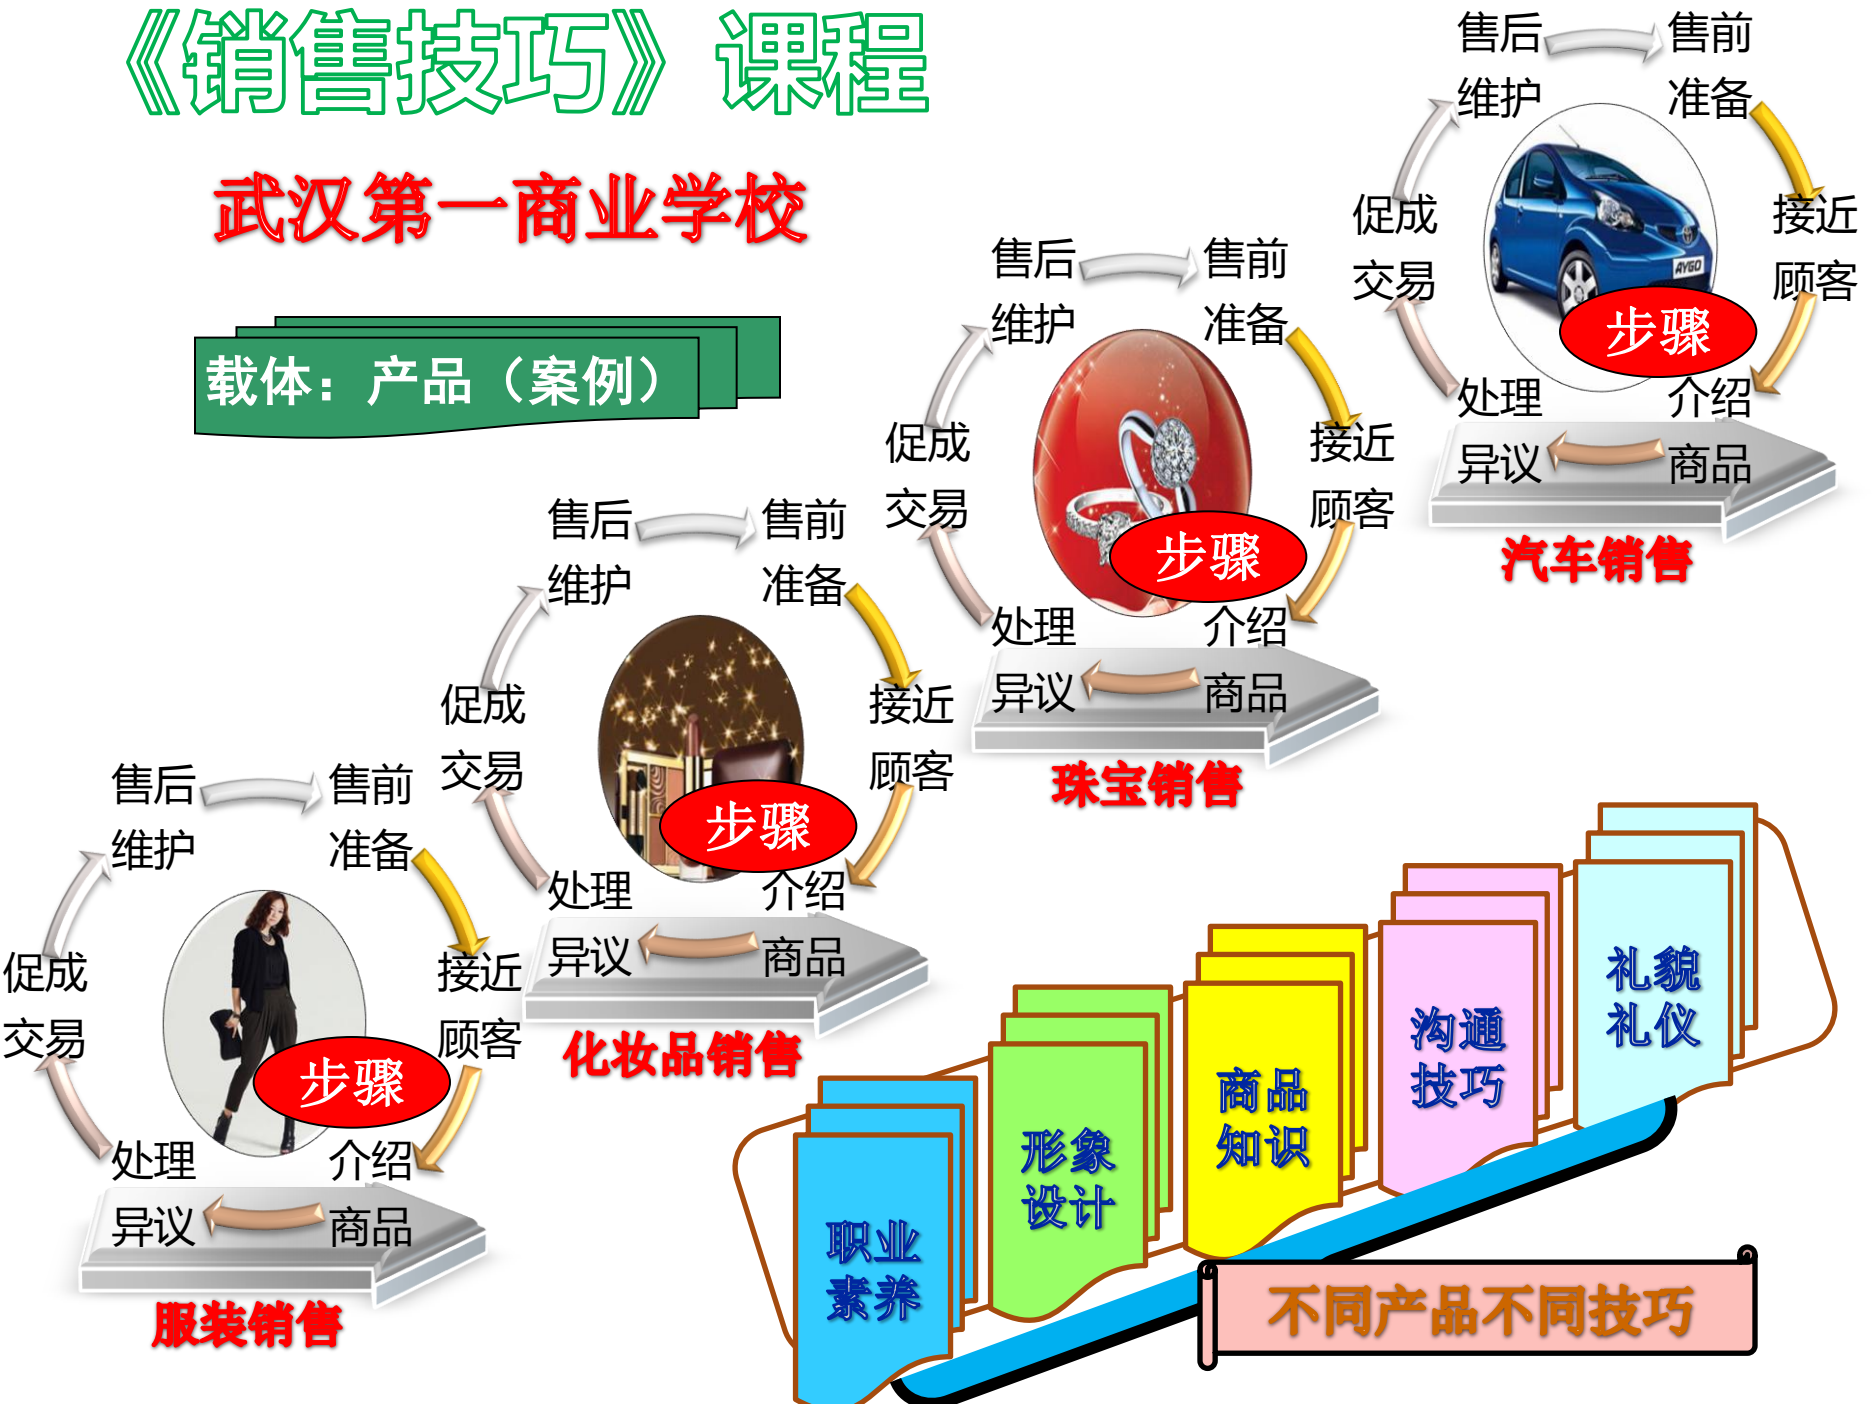 《销售技巧》课程
武汉第一商业学校
载体：产品（案例）
售后
维护
售前
准备
接近
顾客
介绍
商品
处理
异议
促成
交易
AYGO
步骤
汽车销售
售后
维护
售前
准备
接近
顾客
介绍
商品
处理
异议
促成
交易
步骤
珠宝销售
售后
维护
售前
准备
接近
顾客
介绍
商品
处理
异议
促成
交易
步骤
化妆品销售
售后
维护
售前
准备
接近
顾客
介绍
商品
处理
异议
促成
交易
步骤
服装销售
职业
素养
形象
设计
商品
知识
沟通
技巧
礼貌
礼仪
不同产品不同技巧